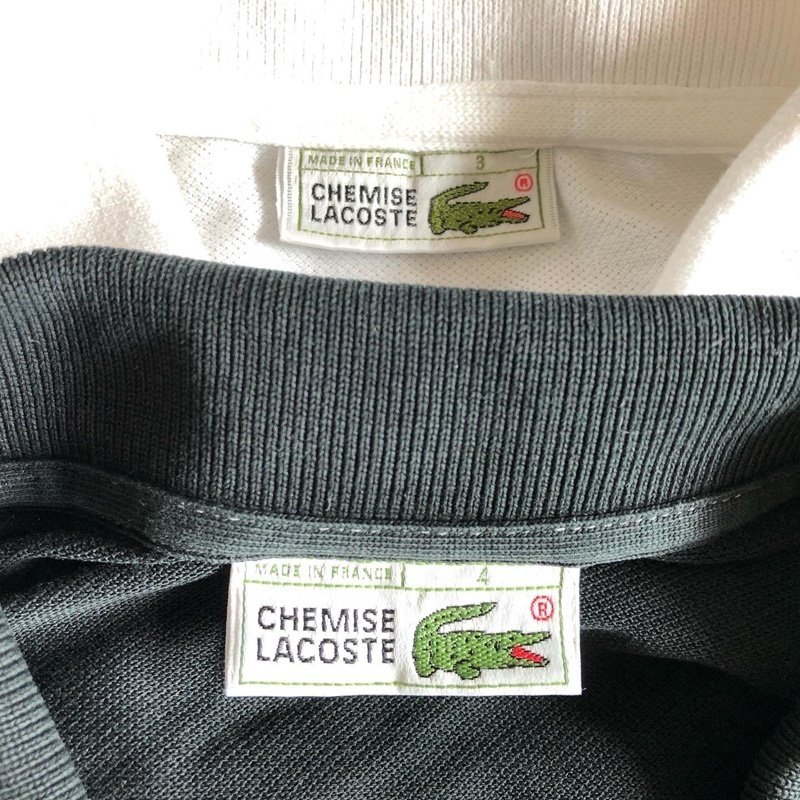 MADE IN FRANCE 3
CHEMISE
LACOSTE
®
MADE IN FRANCE 4
CHEMISE
LACOSTE
®